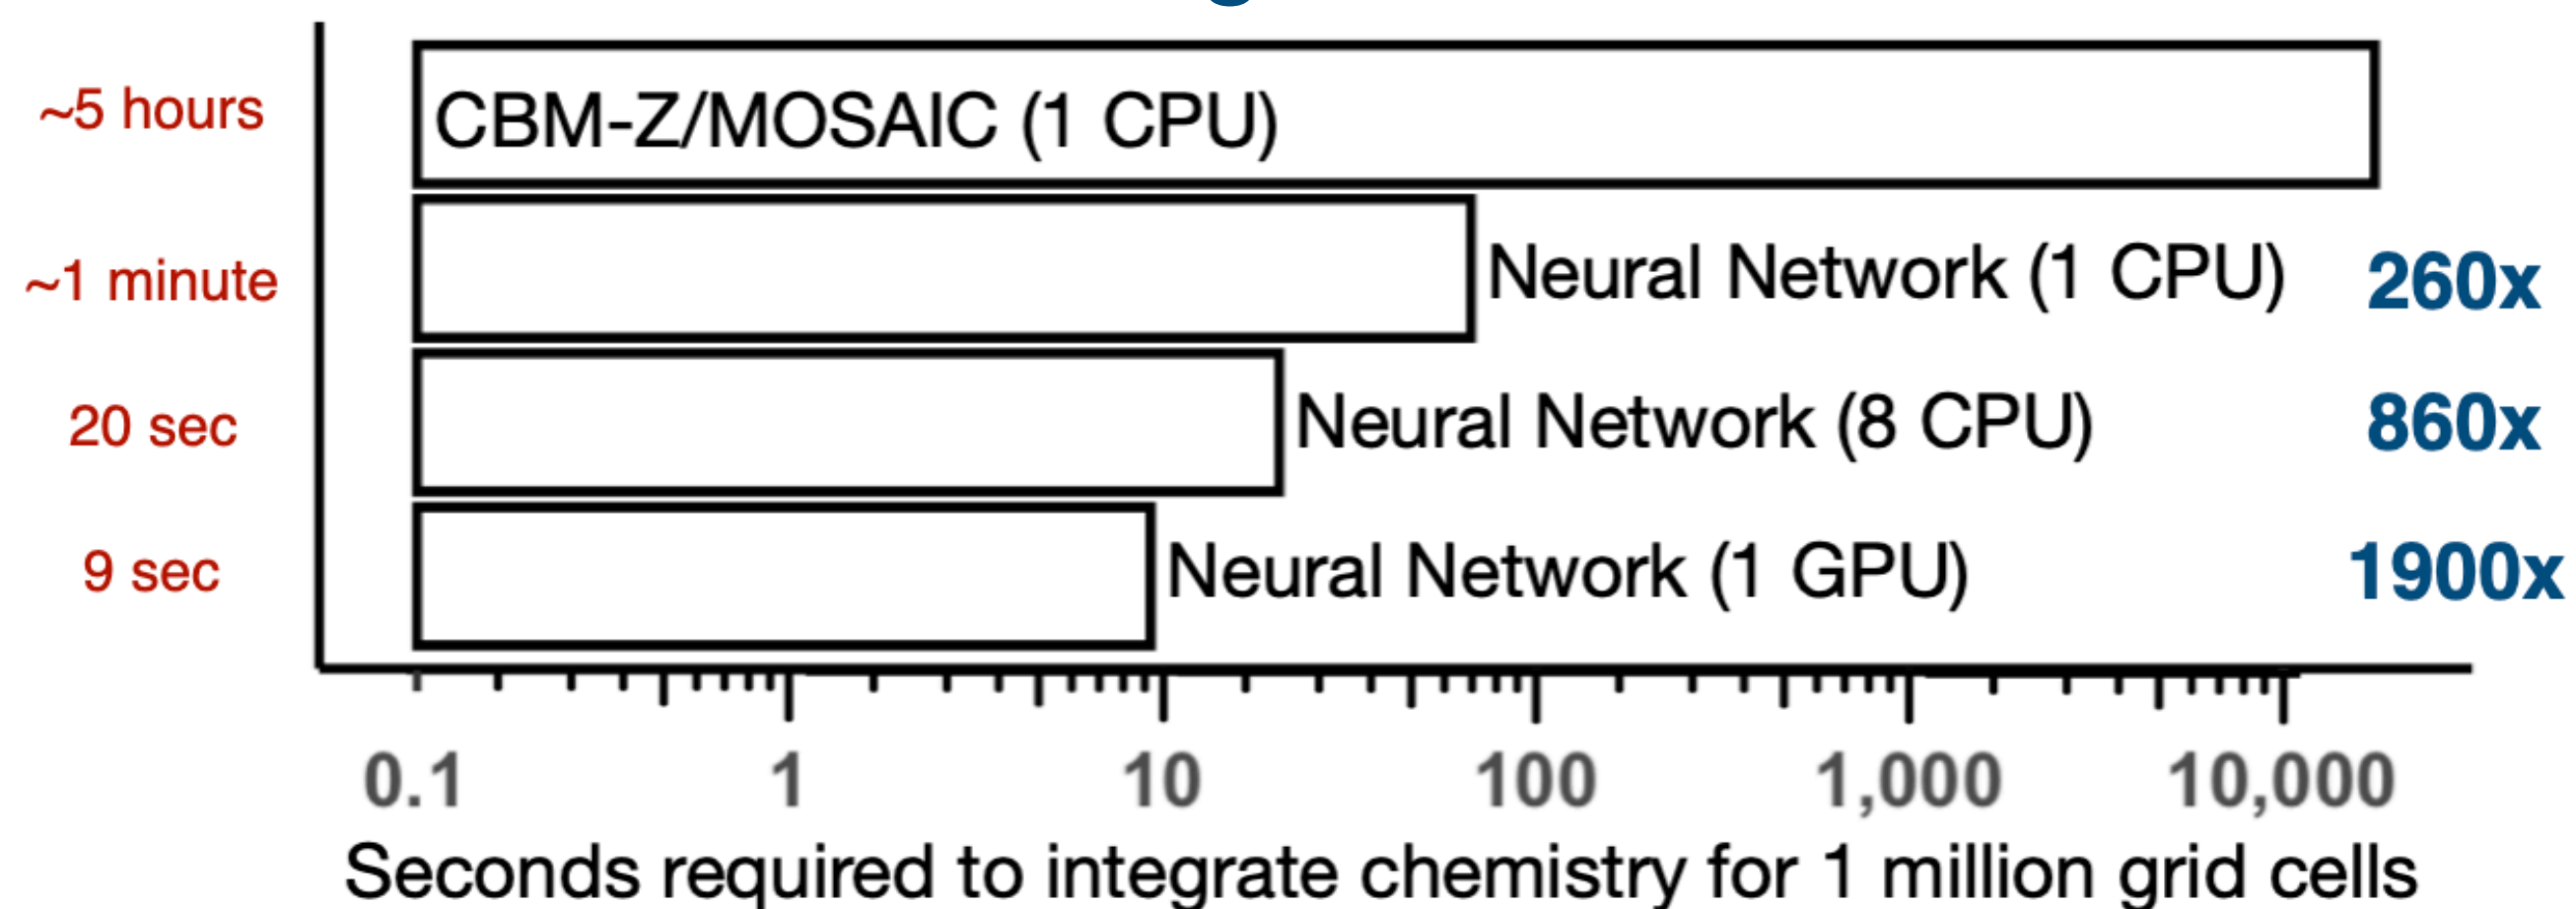 ~5 hours CBM-Z/MOSAIC (1 CPU)
~1 minute Neural Network (1 CPU) 260x
20 sec Neural Network (8 CPU) 860x
9 sec Neural Network (1 GPU) 1900x
0.1 1 10 100 1,000 10,000
Seconds required to integrate chemistry for 1 million grid cells